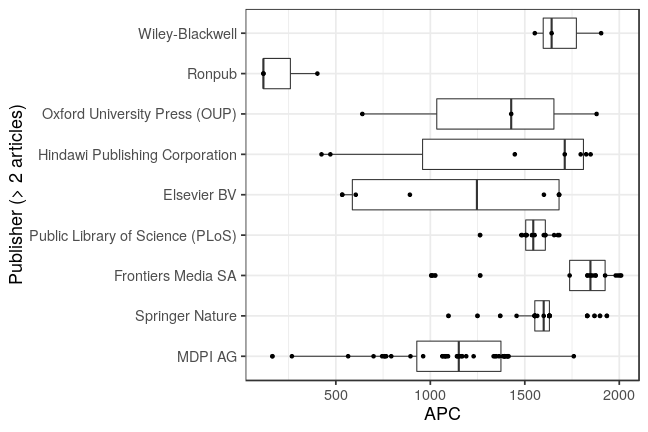 Publisher (> 2 articles)
Wiley-Blackwell
Ronpub
Oxford University Press (OUP)
Hindawi Publishing Corporation
Elsevier BV
Public Library of Science (PLoS)
Frontiers Media SA
Springer Nature
MDPI AG
500 1000 1500 2000
APC